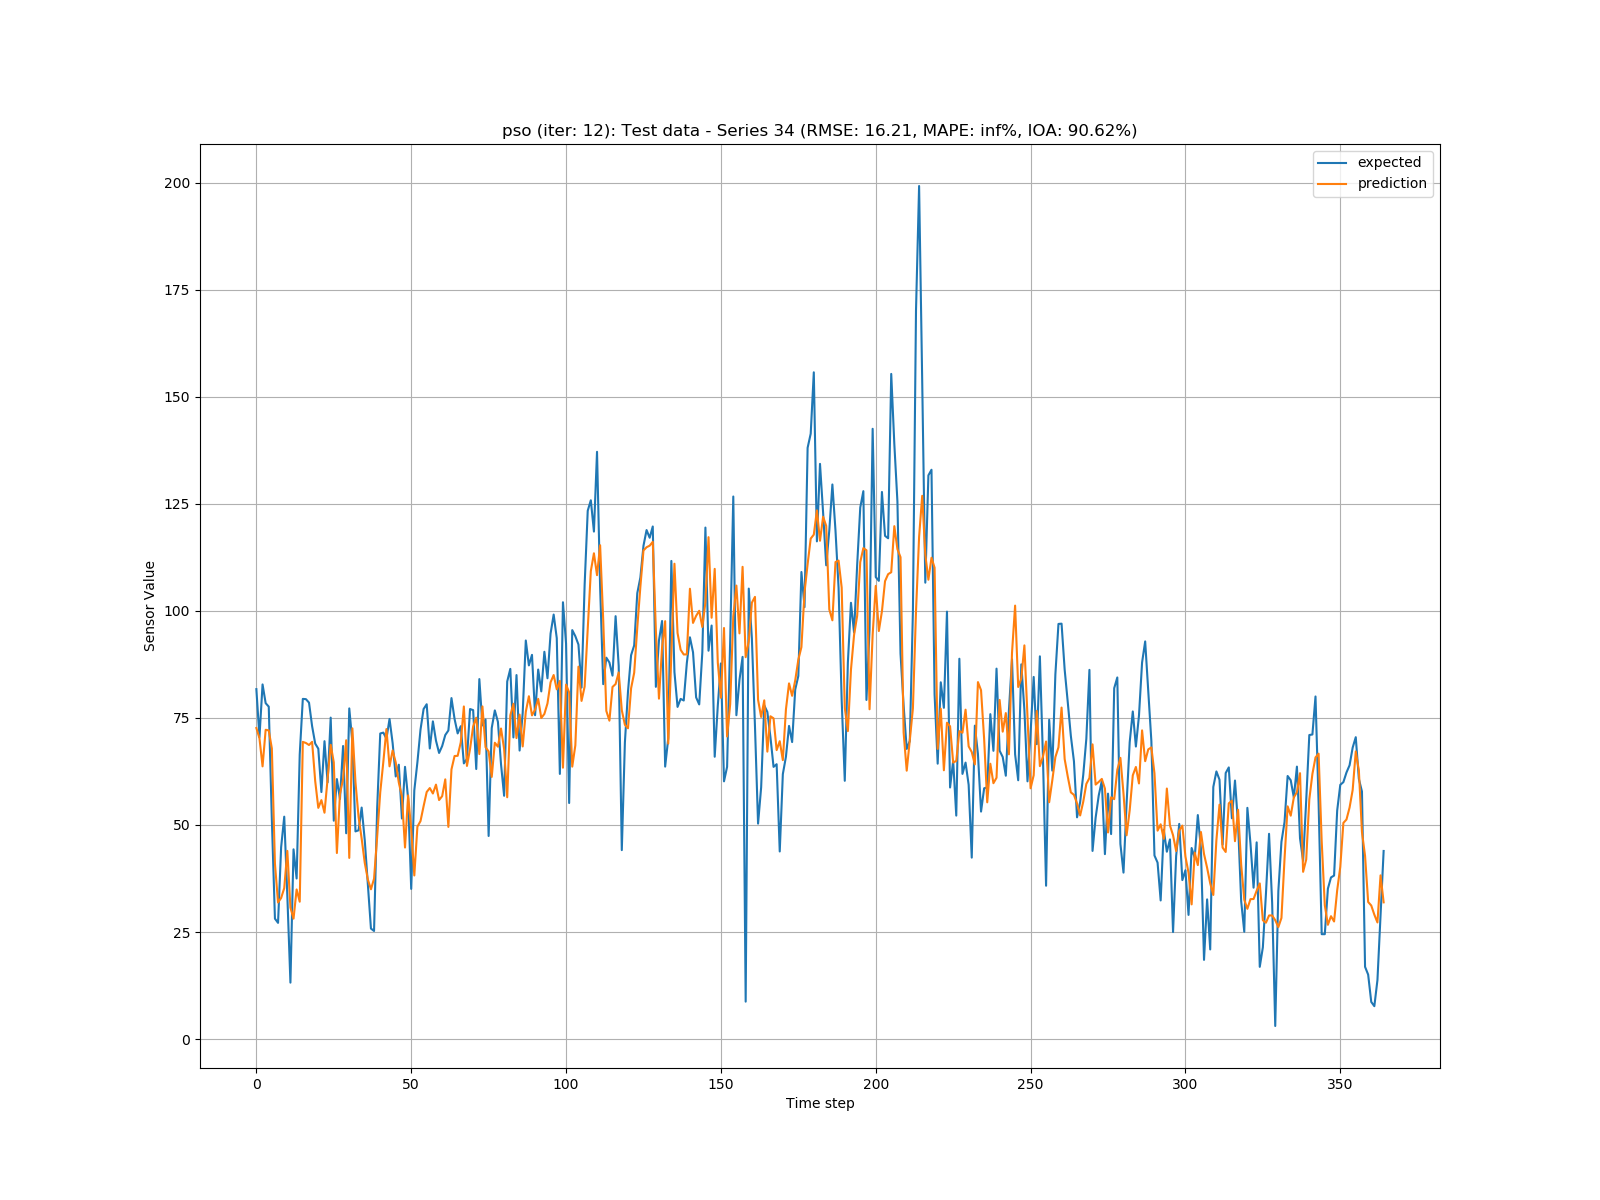 pso (iter: 12): Test data - Series 34 (RMSE: 16.21, MAPE: inf%, IOA: 90.62%)
expected
prediction
200
175
150
125
100
75
50
25
0
Sensor Value
0 50 100 150 200 250 300 350
Time step